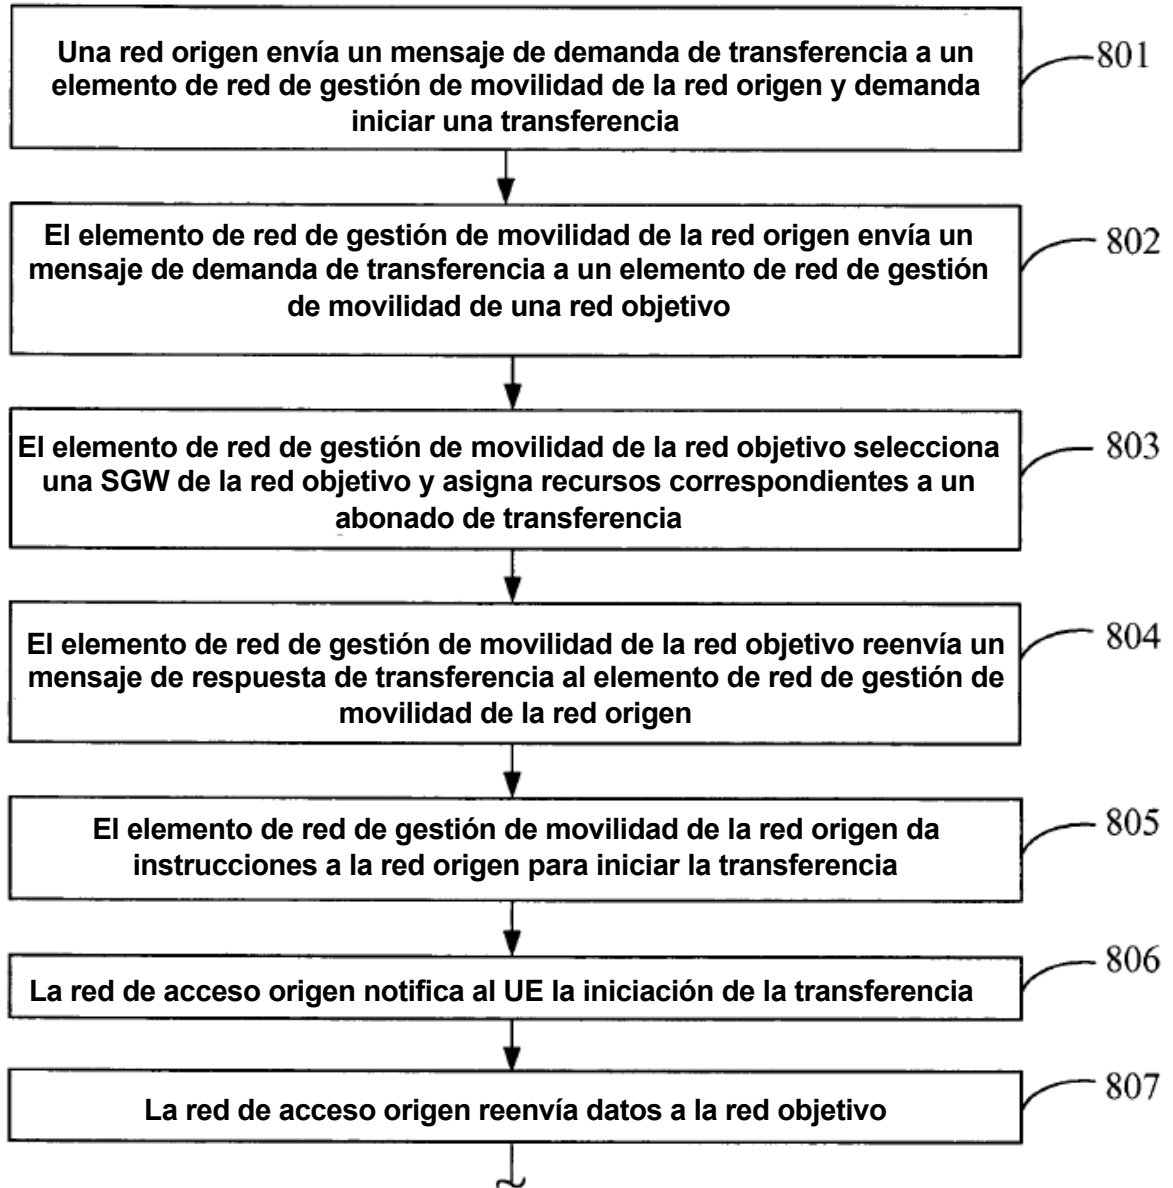 Una red origen envía un mensaje de demanda de transferencia a un
elemento de red de gestión de movilidad de la red origen y demanda
iniciar una transferencia
801
El elemento de red de gestión de movilidad de la red origen envía un
mensaje de demanda de transferencia a un elemento de red de gestión
de movilidad de una red objetivo
802
El elemento de red de gestión de movilidad de la red objetivo selecciona
una SGW de la red objetivo y asigna recursos correspondientes a un
abonado de transferencia
803
El elemento de red de gestión de movilidad de la red objetivo reenvía un
mensaje de respuesta de transferencia al elemento de red de gestión de
movilidad de la red origen
804
El elemento de red de gestión de movilidad de la red origen da
instrucciones a la red origen para iniciar la transferencia
805
La red de acceso origen notifica al UE la iniciación de la transferencia
806
La red de acceso origen reenvía datos a la red objetivo
807